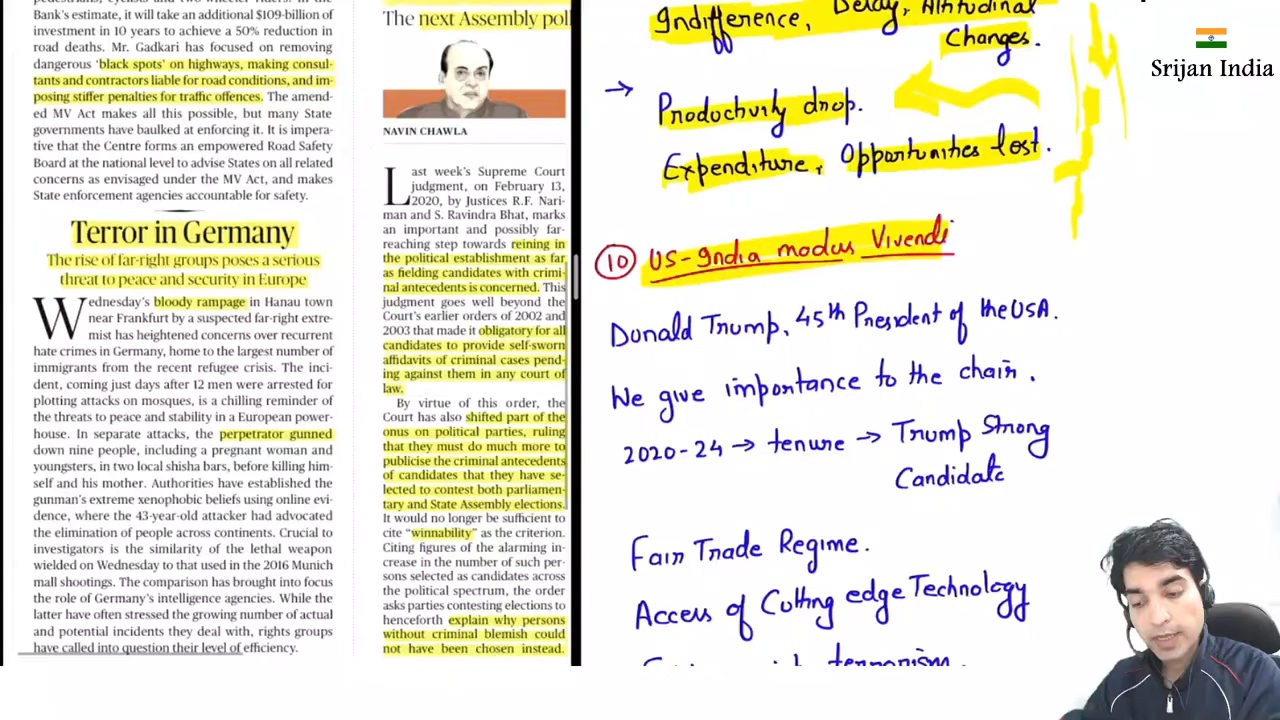 Bank's estimate, it will take an additional $109-billion of
investment in 10 years to achieve a 50% reduction in
road deaths. Mr. Gadkari has focused on removing
dangerous 'black spots' on highways, making consul-
tants and contractors liable for road conditions, and im-
posing stiffer penalties for traffic offences. The amend-
ed MV Act makes all this possible, but many State
governments have baulked at enforcing it. It is impera-
tive that the Centre forms an empowered Road Safety
Board at the national level to advise States on all related
concerns as envisaged under the MV Act, and makes
State enforcement agencies accountable for safety.
Terror in Germany
The rise of far-right groups poses a serious
threat to peace and security in Europe
Wednesday's bloody rampage in Hanau town
near Frankfurt by a suspected far-right extre-
mist has heightened concerns over recurrent
hate crimes in Germany, home to the largest number of
immigrants from the recent refugee crisis. The inci-
dent, coming just days after 12 men were arrested for
plotting attacks on mosques, is a chilling reminder of
the threats to peace and stability in a European power-
house. In separate attacks, the perpetrator gunned
down nine people, including a pregnant woman and
youngsters, in two local shisha bars, before killing him-
self and his mother. Authorities have established the
gunman's extreme xenophobic beliefs using online evi-
dence, where the 43-year-old attacker had advocated
the elimination of people across continents. Crucial to
investigators is the similarity of the lethal weapon
wielded on Wednesday to that used in the 2016 Munich
mall shootings. The comparison has brought into focus
the role of Germany's intelligence agencies. While the
latter have often stressed the growing number of actual
and potential incidents they deal with, rights groups
have called into question their level of efficiency.
The next Assembly pol
NAVIN CHAWLA
Last week's Supreme Court
judgment, on February 13,
2020, by Justices R.F. Nari-
man and S. Ravindra Bhat, marks
an important and possibly far-
reaching step towards reining in
the political establishment as far
as fielding candidates with crimi-
nal antecedents is concerned. This
judgment goes well beyond the
Court's earlier orders of 2002 and
2003 that made it obligatory for all
candidates to provide self-sworn
affidavits of criminal cases pend-
ing against them in any court of
law.
By virtue of this order, the
Court has also shifted part of the
onus on political parties, ruling
that they must do much more to
publicise the criminal antecedents
of candidates that they have se-
lected to contest both parliamen-
tary and State Assembly elections.
It would no longer be sufficient to
cite "winnability" as the criterion.
Citing figures of the alarming in-
crease in the number of such per-
sons selected as candidates across
the political spectrum, the order
asks parties contesting elections to
henceforth explain why persons
without criminal blemish could
not have been chosen instead.
Indifference, Delay, Attitudinal
Changes.
→ Productivity drop.
Expenditure, Opportunities lost.
10 US-India modus Vivendi
Donald Trump, 45th President of the USA.
We give importance to the chair.
2020-24 → tenure → Trump Strong
Candidate
Fair Trade Regime.
Access of Cutting edge Technology
terrorism.
Srijan India